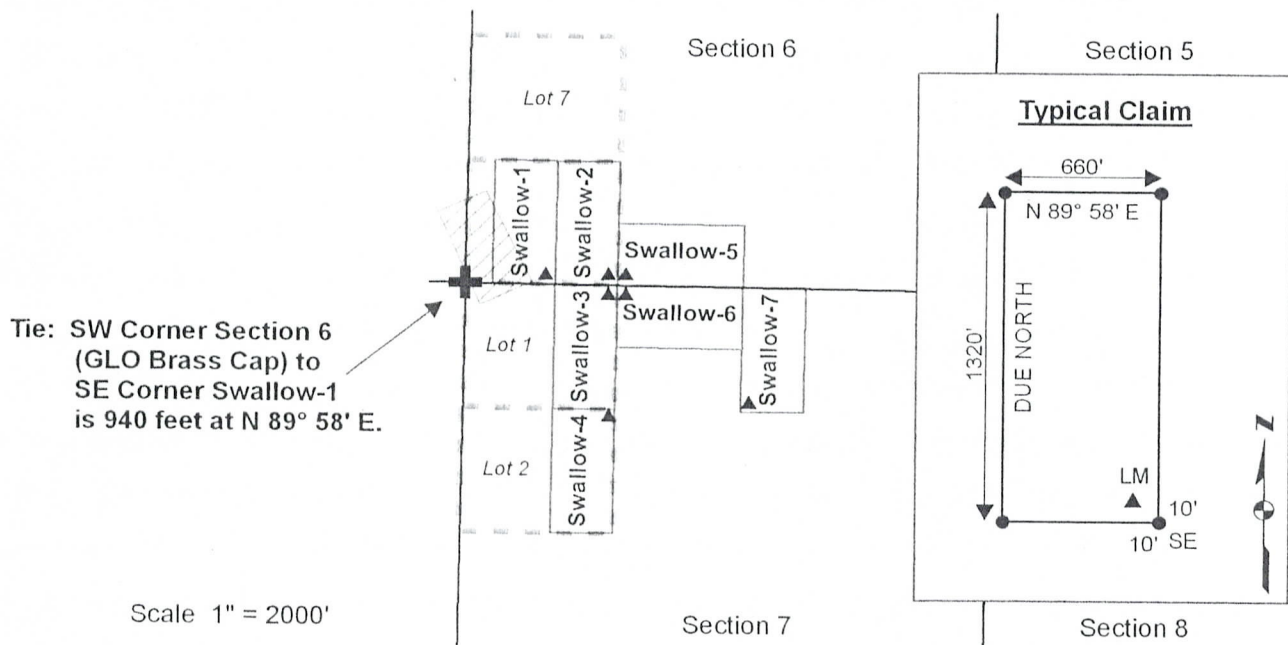 Section 6
Section 5
Lot 7
Typical Claim
660'
N 89° 58' E
Swallow-1
Swallow-2
Swallow-5
Swallow-6
Swallow-3
Swallow-7
Tie: SW Corner Section 6
(GLO Brass Cap) to
SE Corner Swallow-1
is 940 feet at N 89° 58' E.
Lot 1
1320'
DUE NORTH
Lot 2
Swallow-4
LM
10'
10' SE
N
Scale 1" = 2000'
Section 7
Section 8